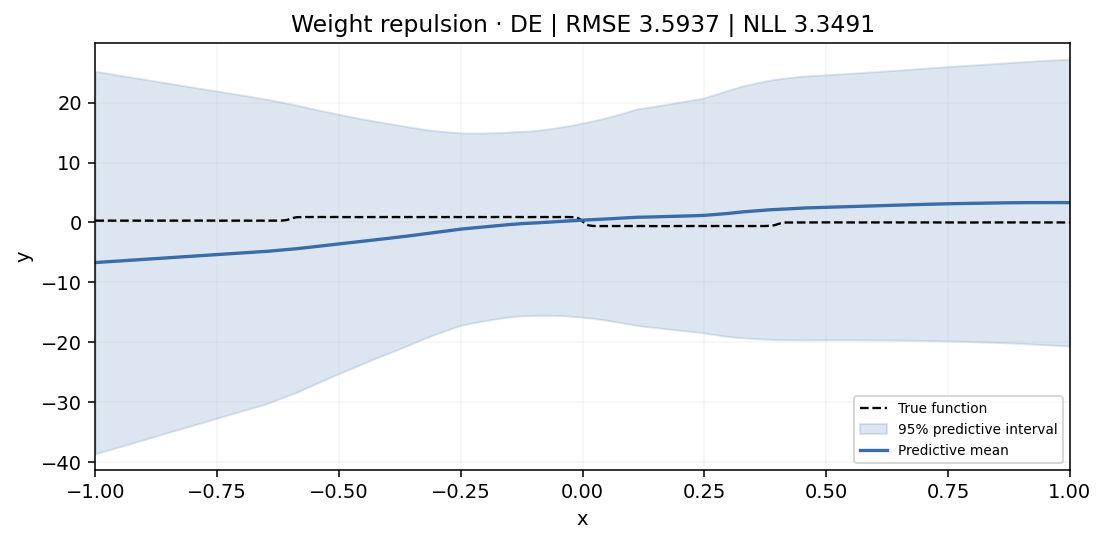 Weight repulsion · DE | RMSE 3.5937 | NLL 3.3491
y
20
10
0
−10
−20
−30
−40
True function
95% predictive interval
Predictive mean
−1.00 −0.75 −0.50 −0.25 0.00 0.25 0.50 0.75 1.00
x